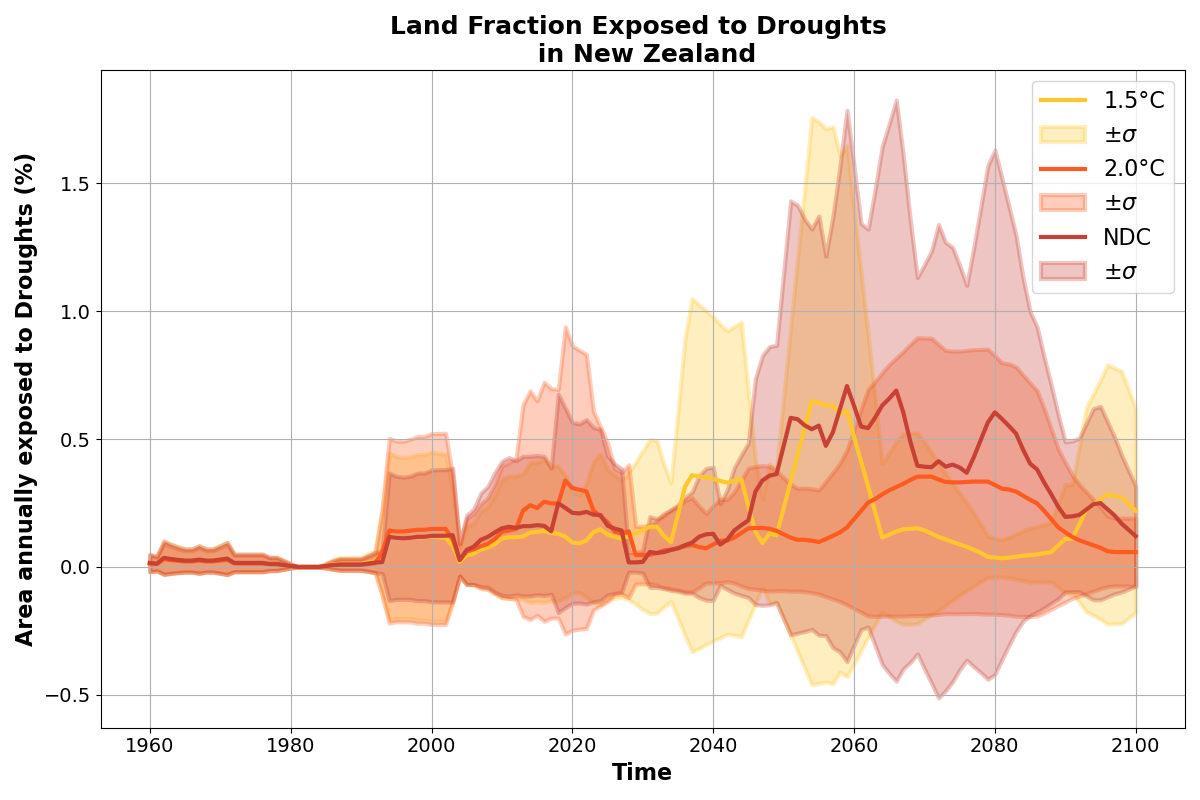 Land Fraction Exposed to Droughts
in New Zealand
Area annually exposed to Droughts (%)
1.5
1.0
0.5
0.0
−0.5
1960
1980
2000
2020
2040
2060
2080
2100
Time
1.5°C
±σ
2.0°C
±σ
NDC
±σ